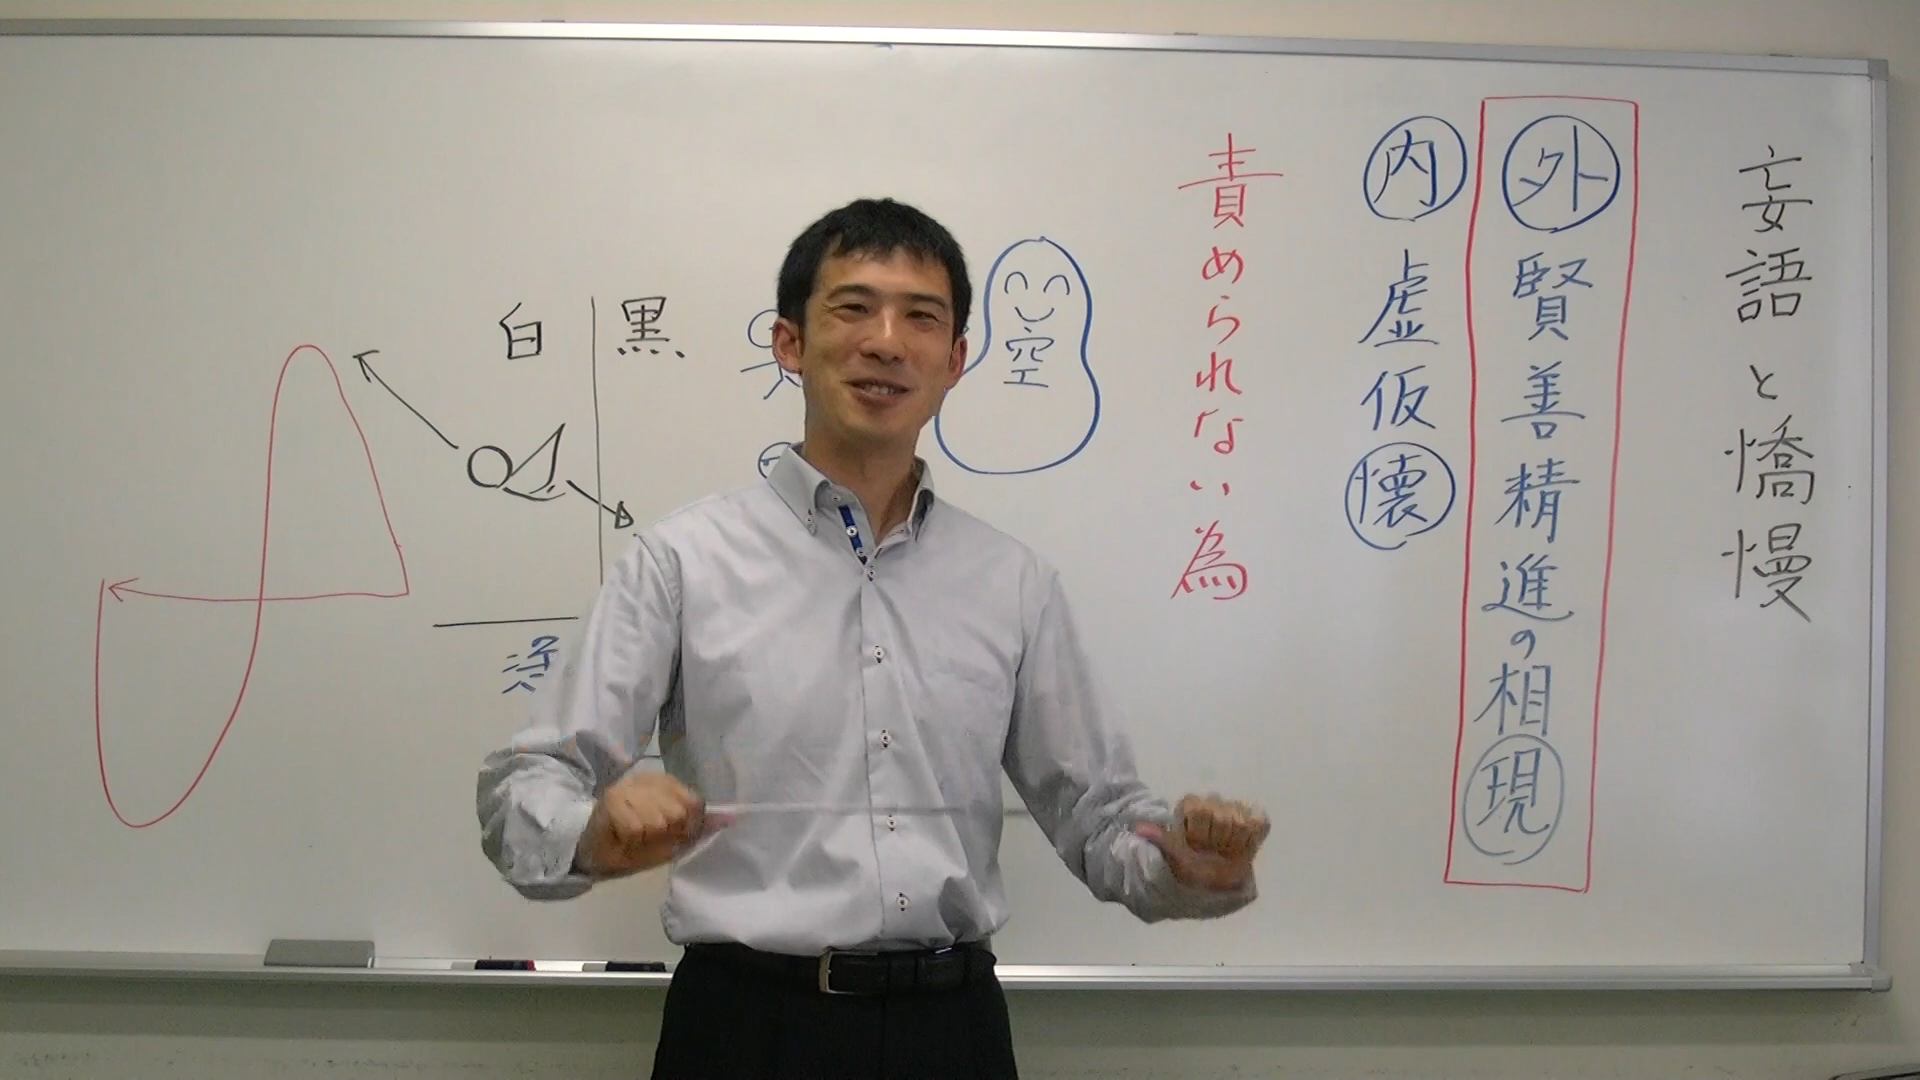 妄語と憍慢
外 賢善精進の相現
内 虚仮懐
責められない為
空
黒
白